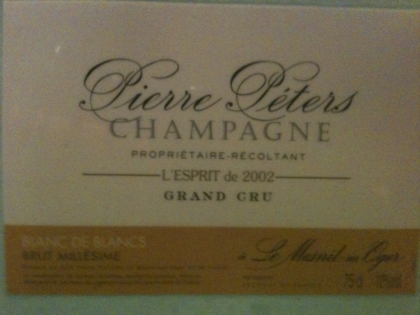 Pierre Péters
CHAMPAGNE
PROPRIÉTAIRE-RÉCOLTANT
L'ESPRIT de 2002
GRAND CRU
BLANC DE BLANCS
BRUT MILLÉSIME
à Le Mesnil sur Oger
75cl